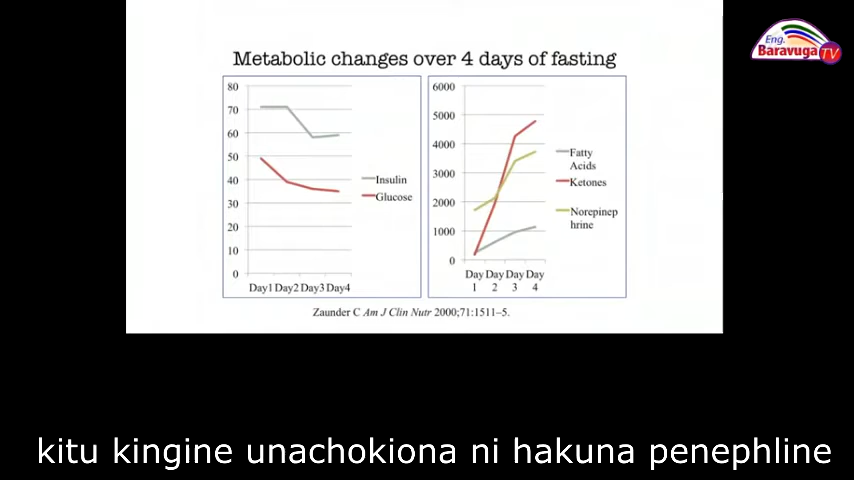 Eng.
Baravuga TV
Metabolic changes over 4 days of fasting
80
70
60
50
40
30
20
10
0
Day1 Day2 Day3 Day4
Insulin
Glucose
6000
5000
4000
3000
2000
1000
0
Day Day Day Day
1 2 3 4
Fatty
Acids
Ketones
Norepinep
hrine
Zaunder C Am J Clin Nutr 2000;71:1511–5.
kitu kingine unachokiona ni hakuna penephline